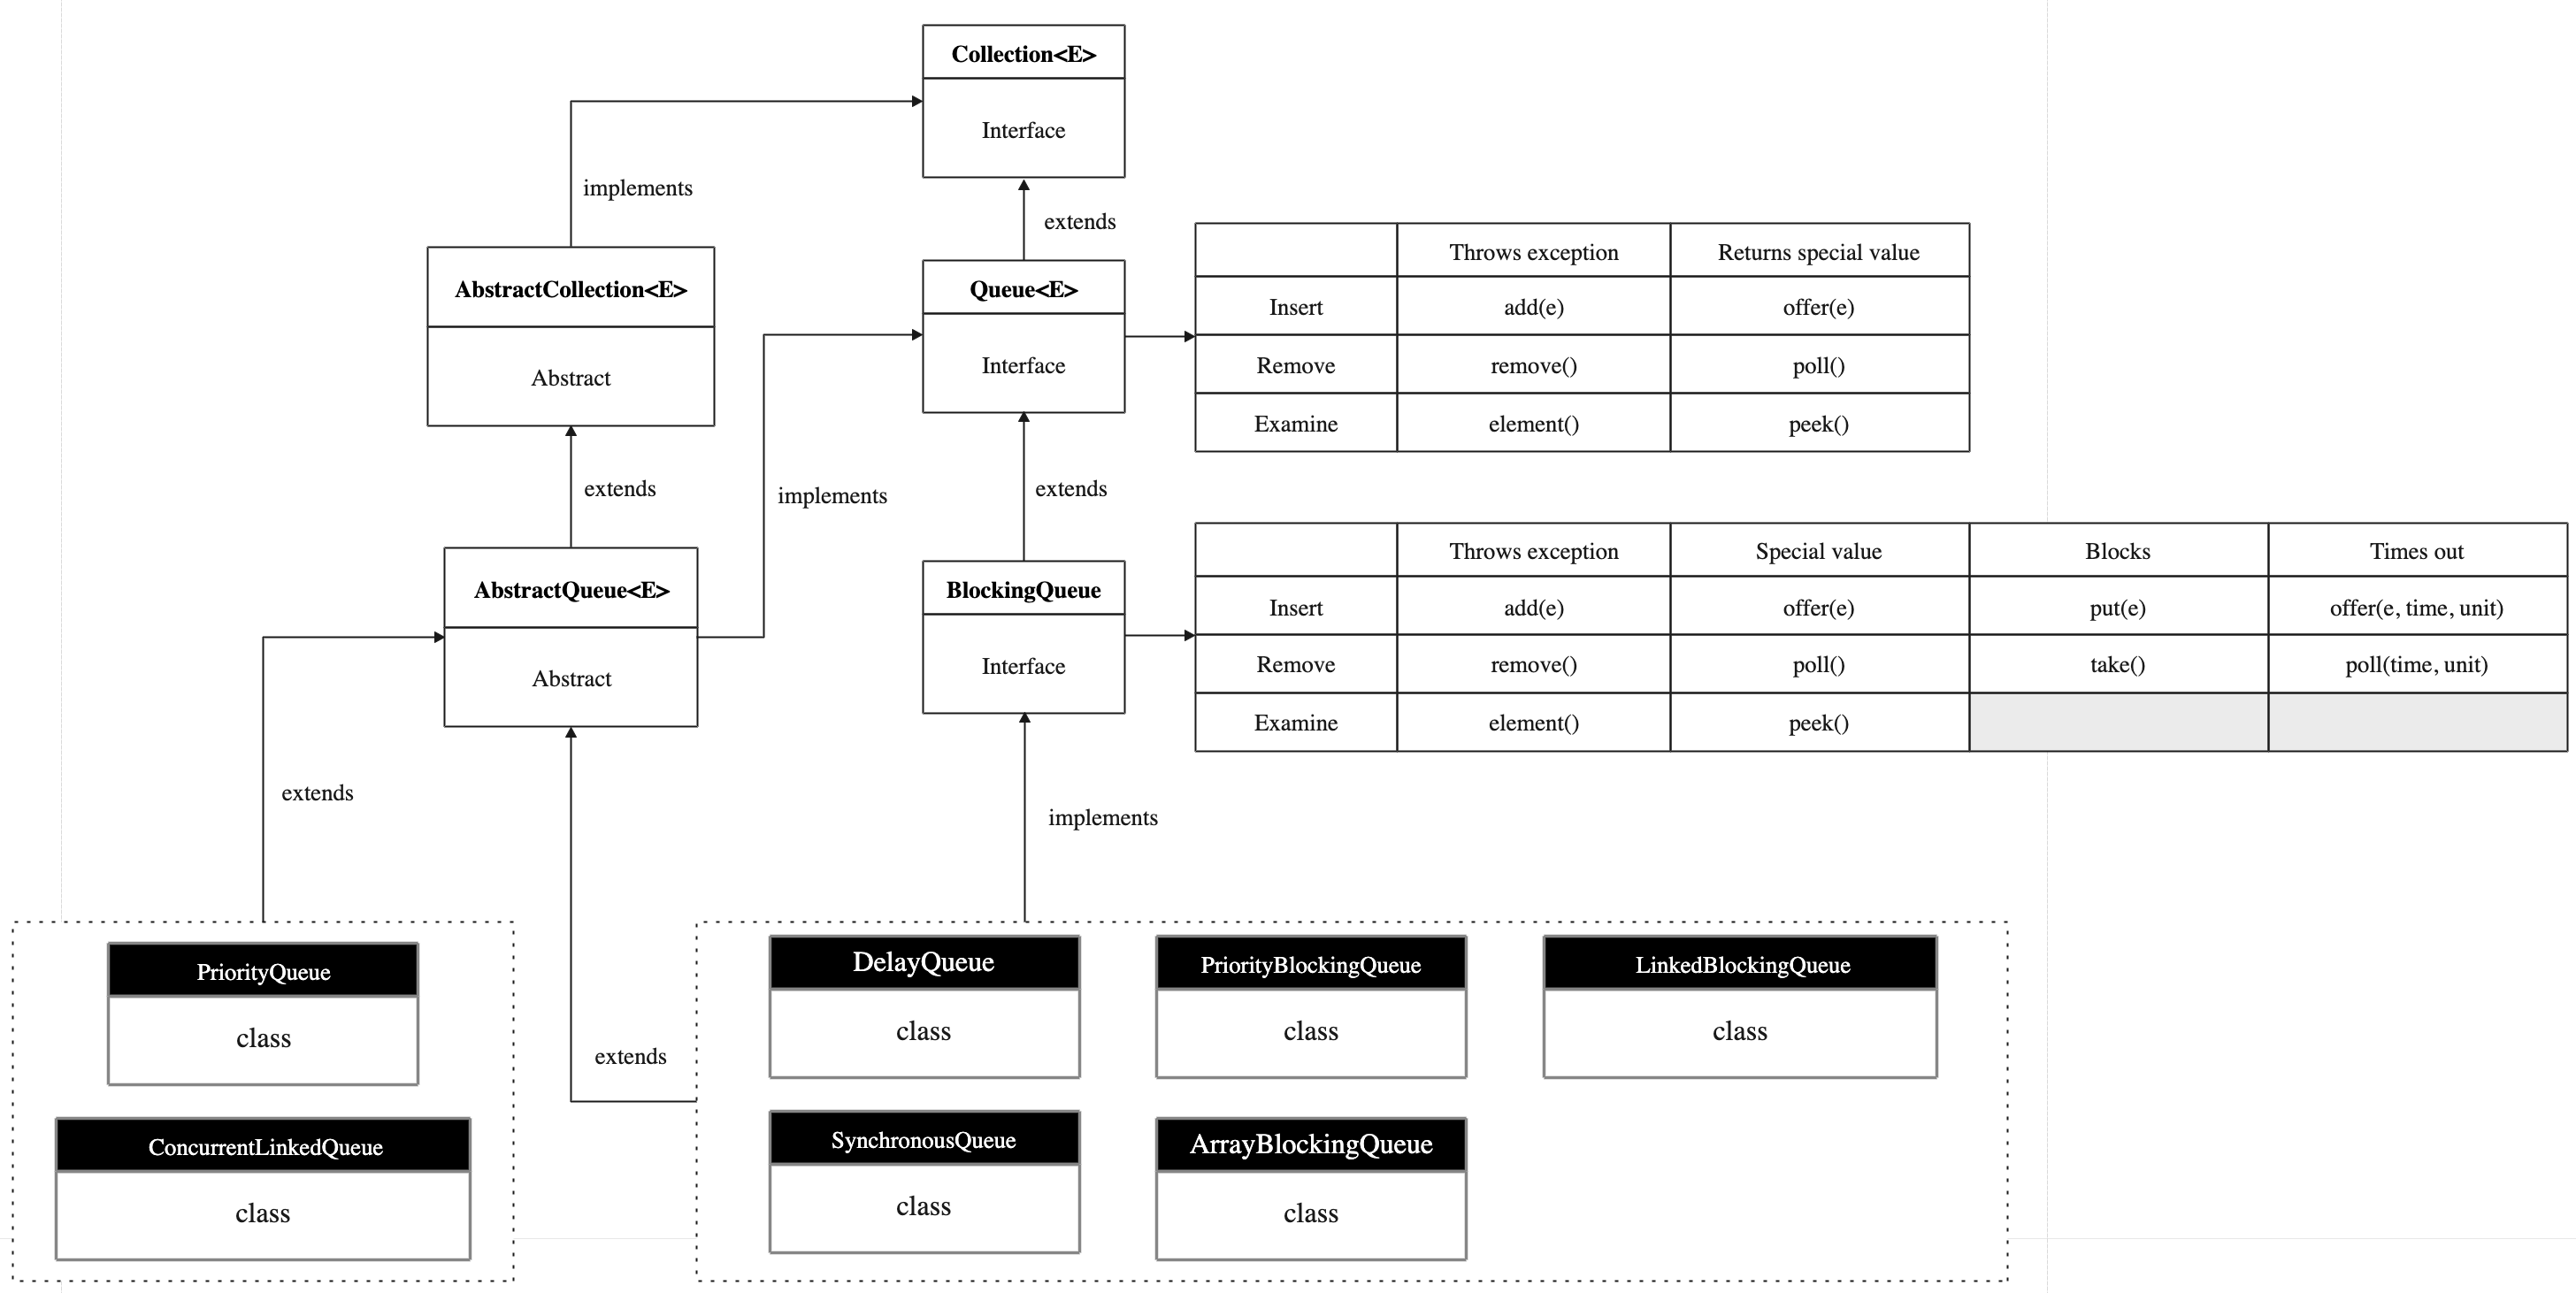 Collection<E>
Interface
implements
extends
AbstractCollection<E>
Abstract
Queue<E>
Interface
Throws exception Returns special value
Insert add(e) offer(e)
Remove remove() poll()
Examine element() peek()
extends
implements
extends
AbstractQueue<E>
Abstract
BlockingQueue
Interface
Throws exception Special value Blocks Times out
Insert add(e) offer(e) put(e) offer(e, time, unit)
Remove remove() poll() take() poll(time, unit)
Examine element() peek()
extends
implements
extends
PriorityQueue
class
ConcurrentLinkedQueue
class
DelayQueue
class
PriorityBlockingQueue
class
LinkedBlockingQueue
class
SynchronousQueue
class
ArrayBlockingQueue
class